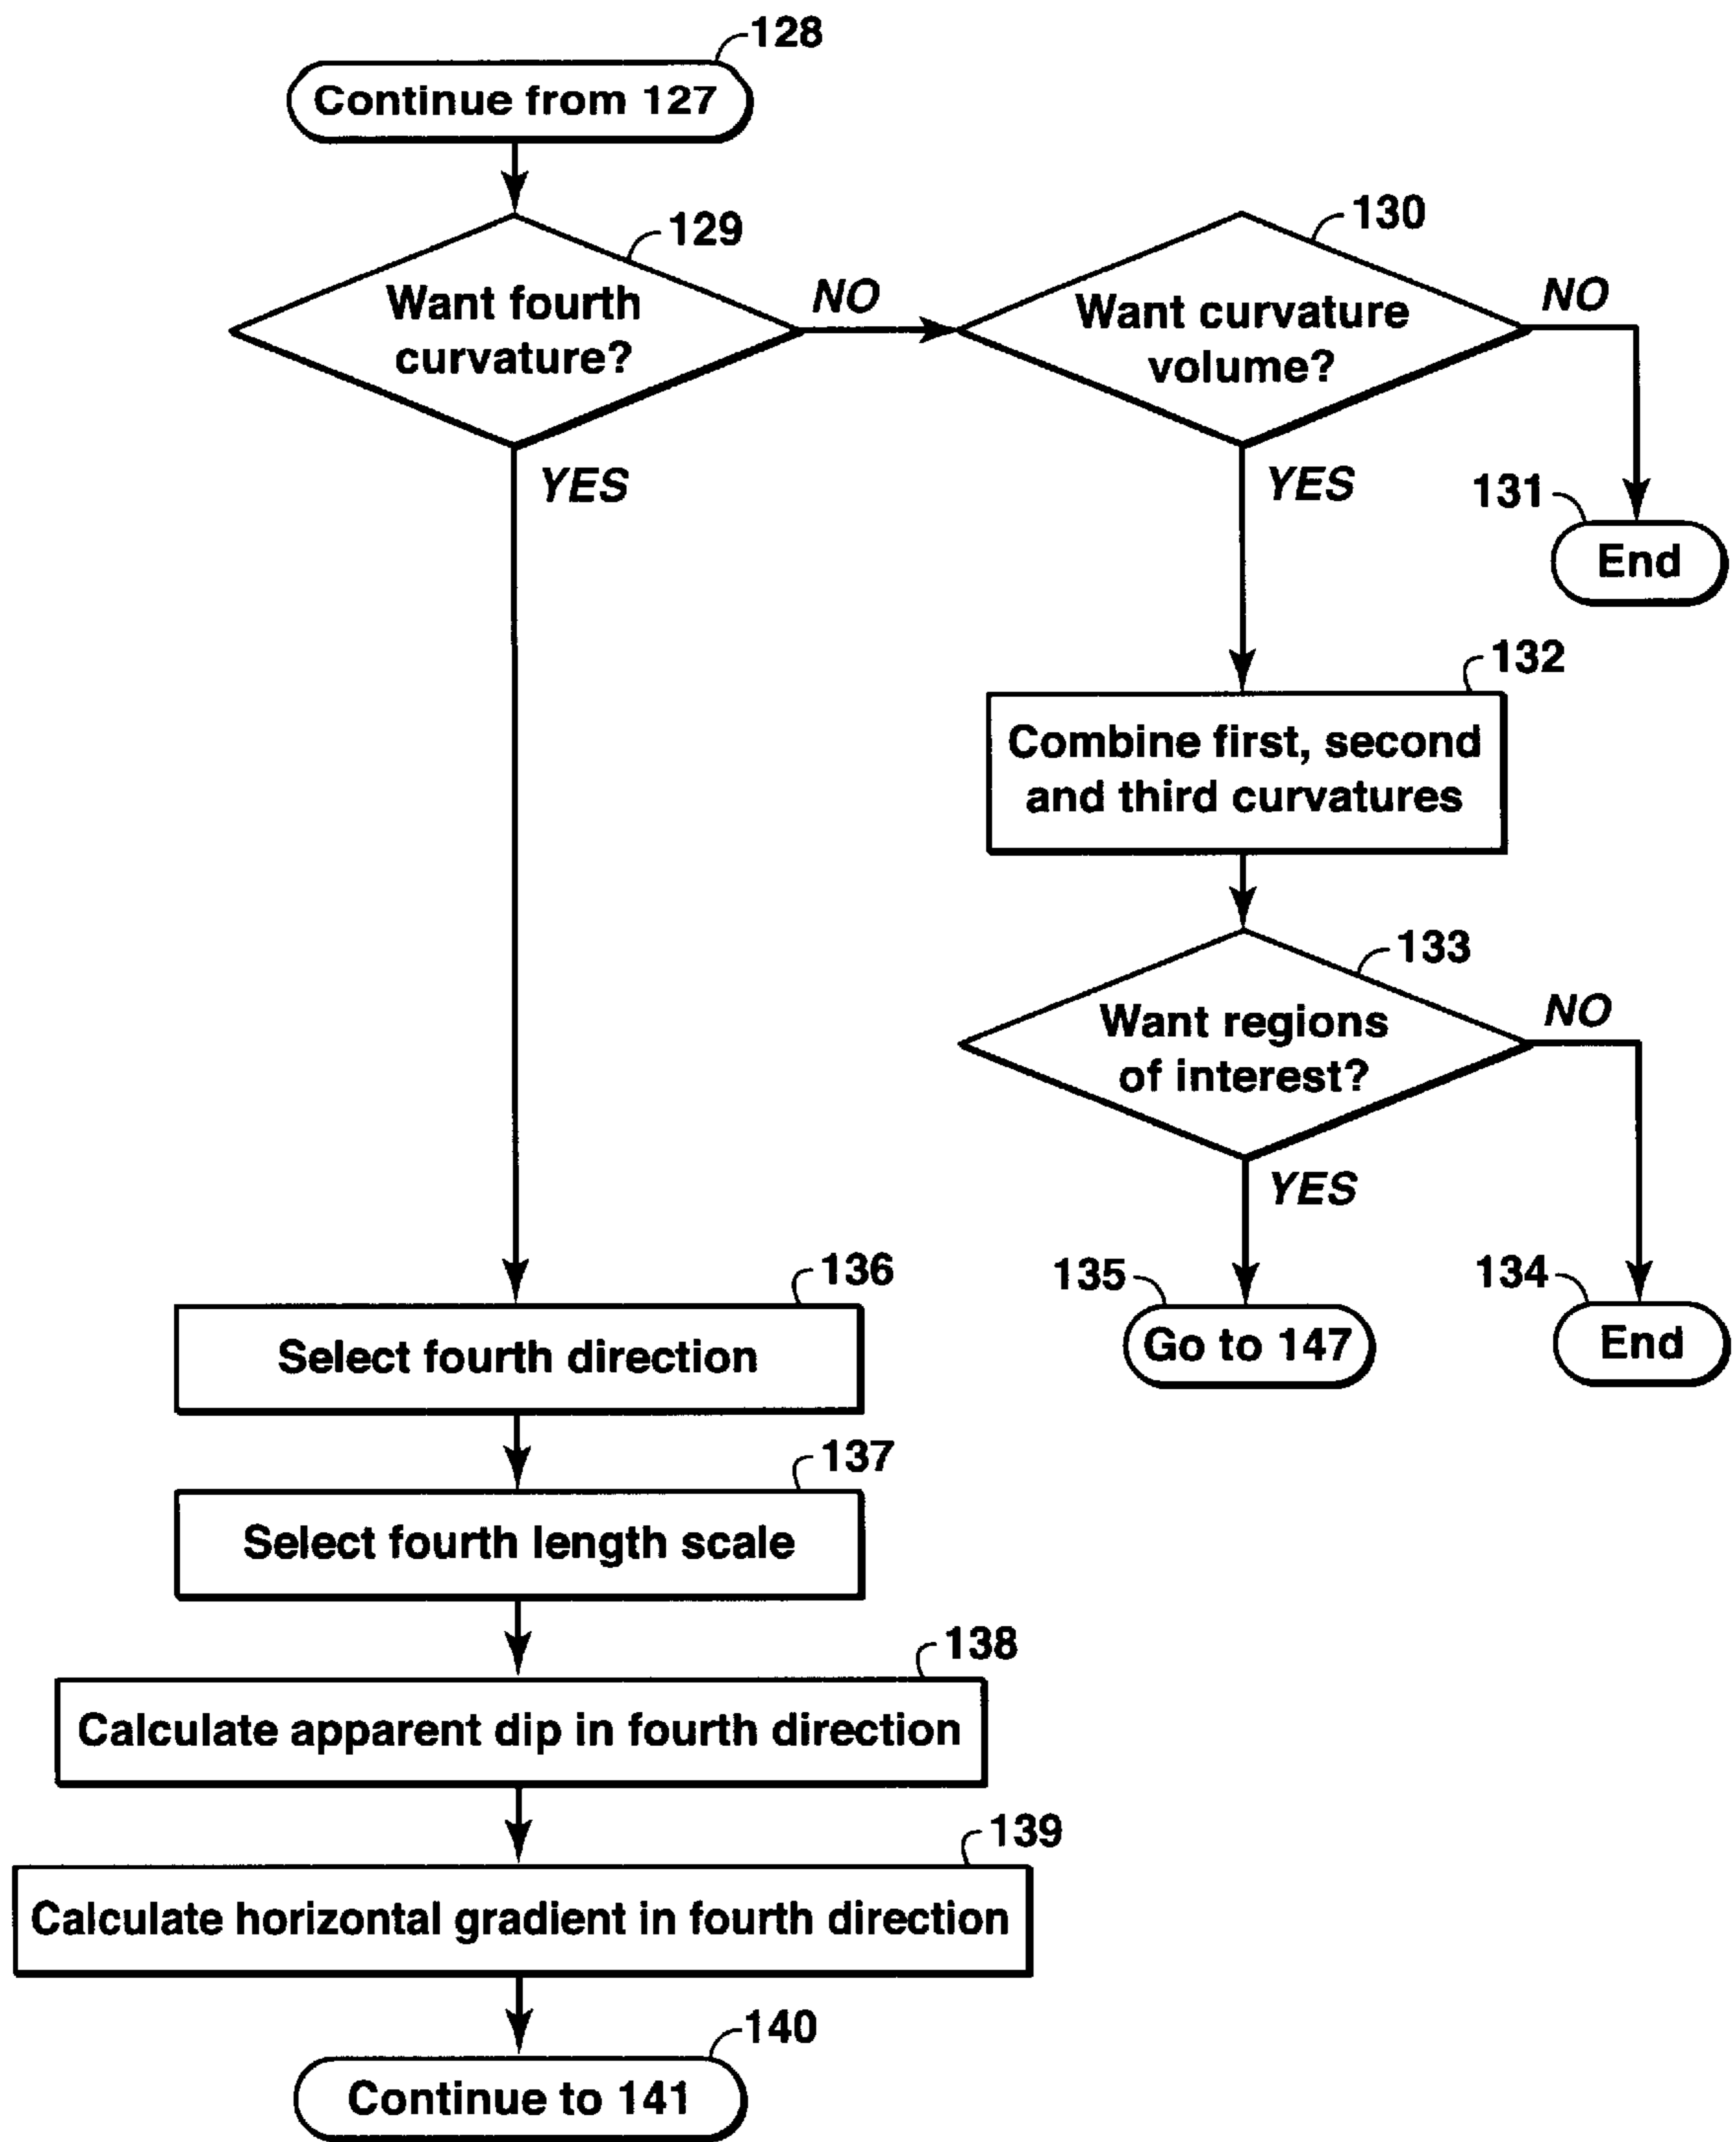 128
Continue from 127
129
Want fourth
curvature?
NO
YES
130
Want curvature
volume?
NO
YES
131
End
132
Combine first, second
and third curvatures
133
Want regions
of interest?
NO
YES
134
End
135
Go to 147
136
Select fourth direction
137
Select fourth length scale
138
Calculate apparent dip in fourth direction
139
Calculate horizontal gradient in fourth direction
140
Continue to 141